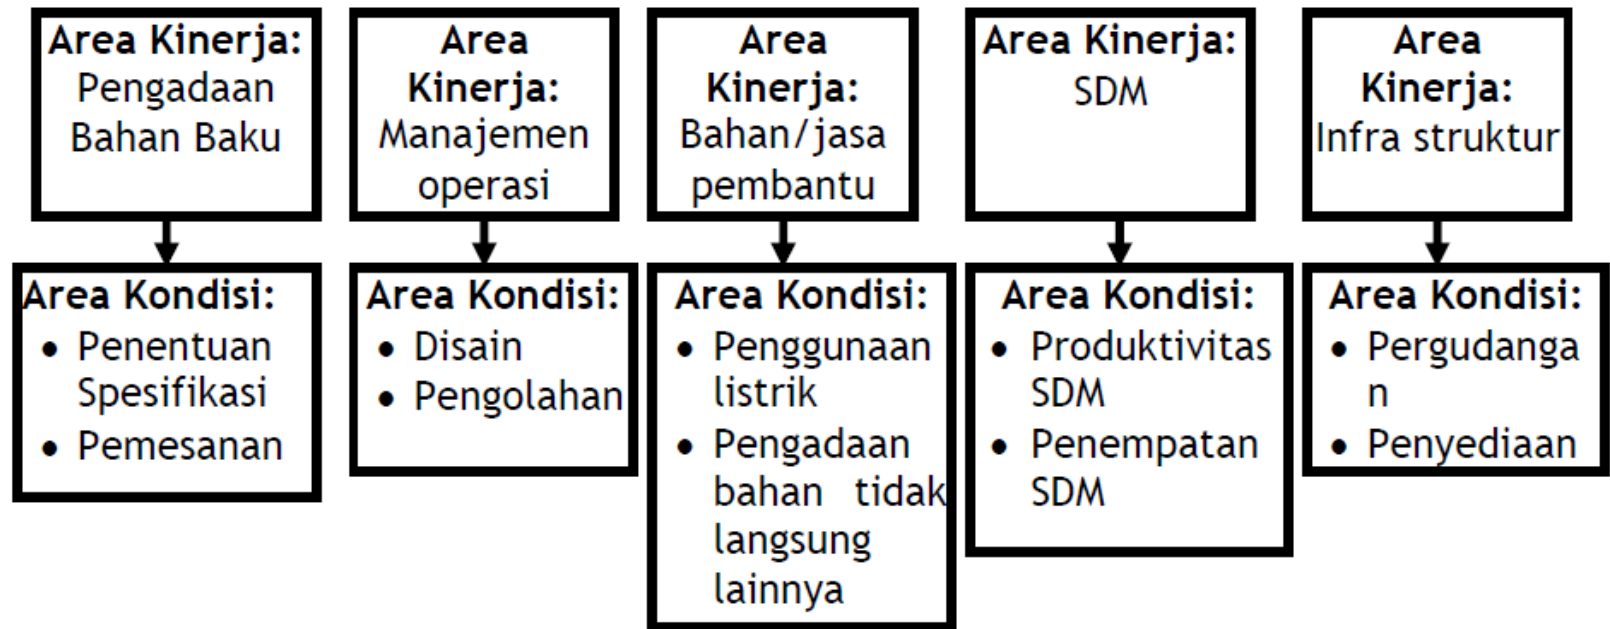 Area Kinerja:
Pengadaan
Bahan Baku
Area
Kinerja:
Manajemen
operasi
Area
Kinerja:
Bahan/jasa
pembantu
Area Kinerja:
SDM
Area
Kinerja:
Infra struktur
Area Kondisi:
• Penentuan
Spesifikasi
• Pemesanan
Area Kondisi:
• Disain
• Pengolahan
Area Kondisi:
• Penggunaan
listrik
• Pengadaan
bahan tidak
langsung
lainnya
Area Kondisi:
• Produktivitas
SDM
• Penempatan
SDM
Area Kondisi:
• Pergudanga
n
• Penyediaan